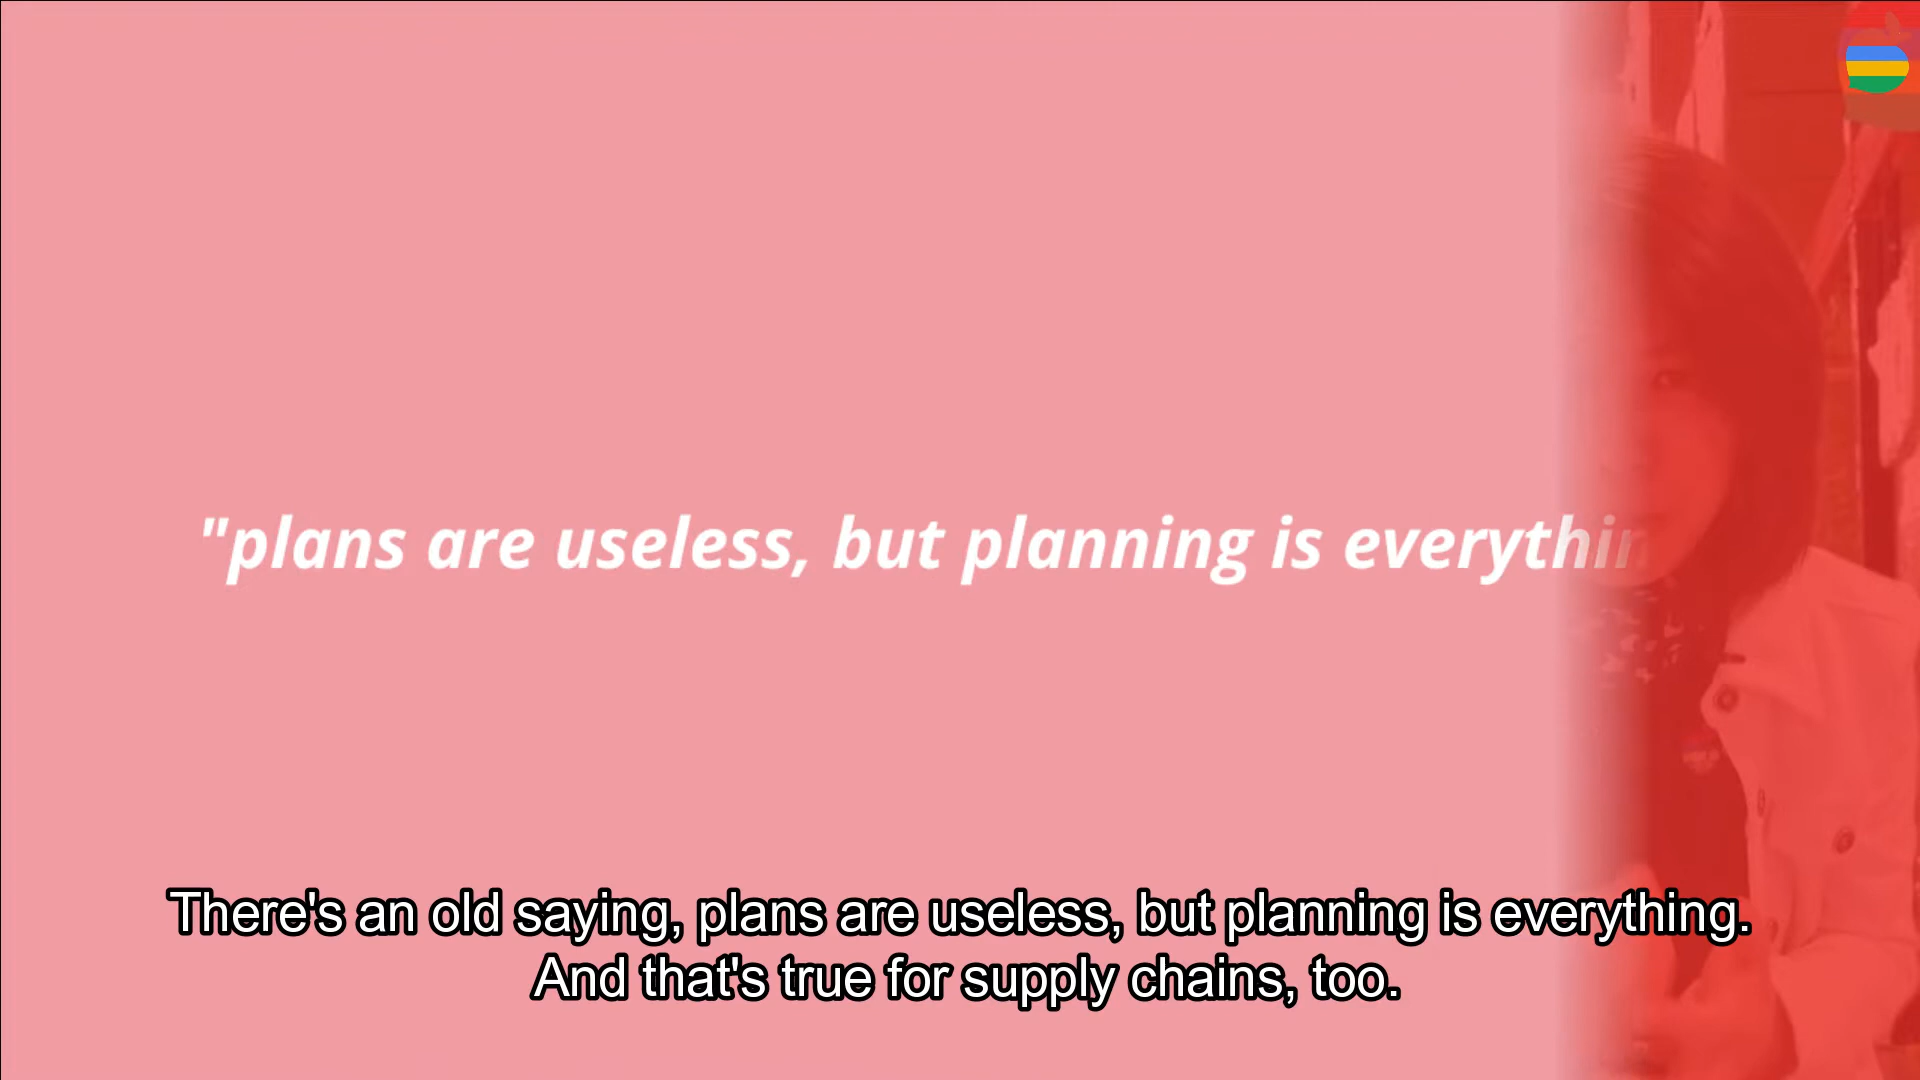 "plans are useless, but planning is everythin
There's an old saying, plans are useless, but planning is everything.
And that's true for supply chains, too.